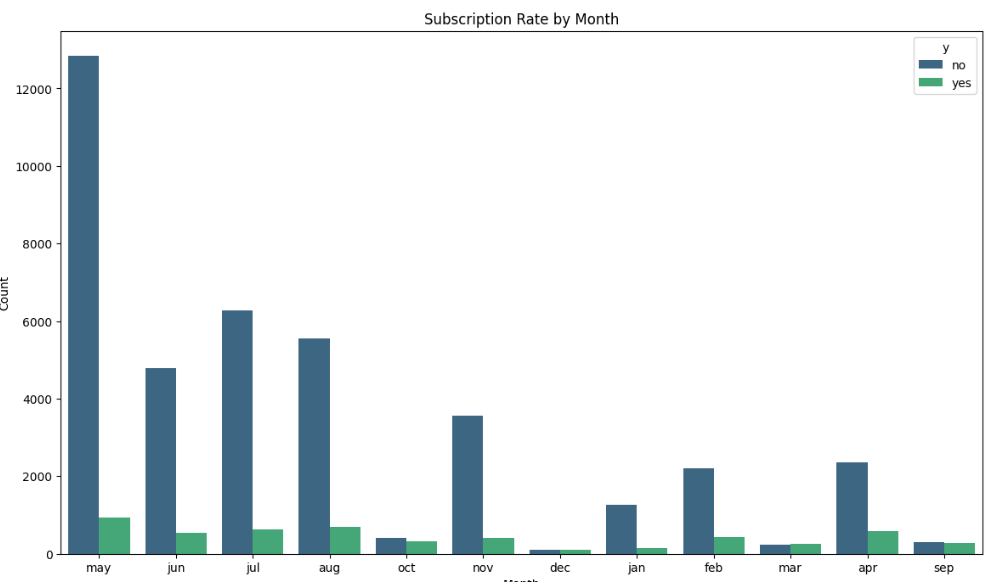 Subscription Rate by Month
y
no
yes
12000
10000
8000
6000
4000
2000
0
Count
may jun jul aug oct nov dec jan feb mar apr sep
Month